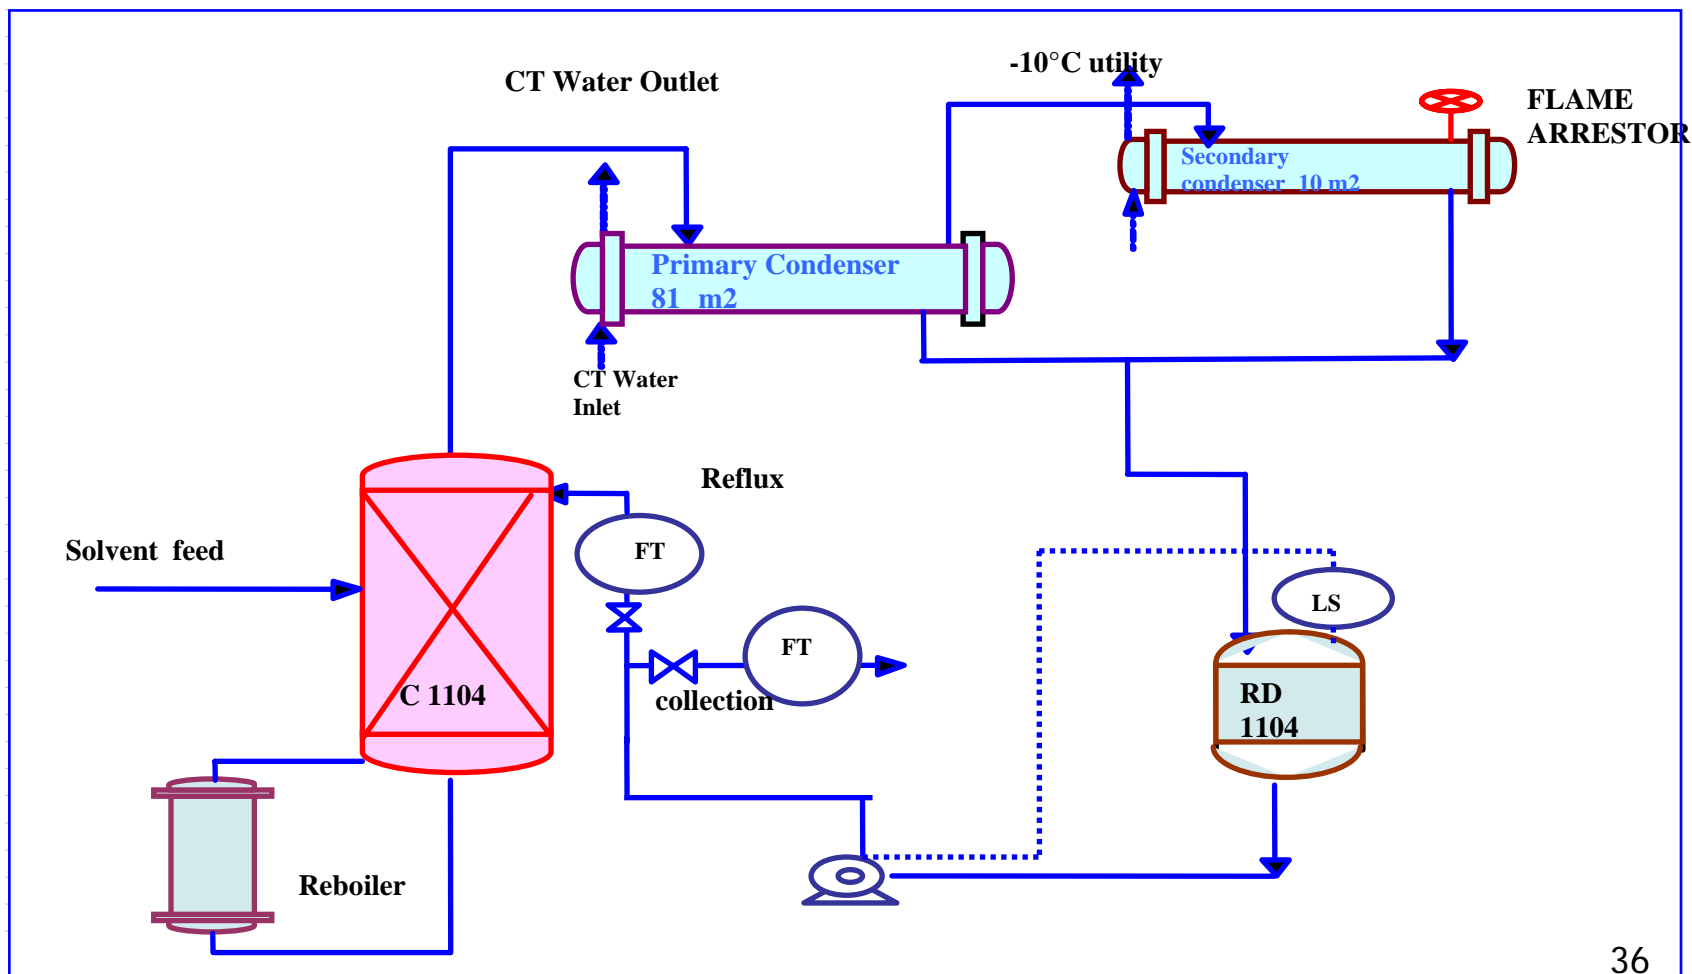 -10°C utility
CT Water Outlet
FLAME
ARRESTOR
Secondary
condenser 10 m2
Primary Condenser
81 m2
CT Water
Inlet
Reflux
Solvent feed
FT
LS
FT
C 1104
collection
RD
1104
Reboiler
36